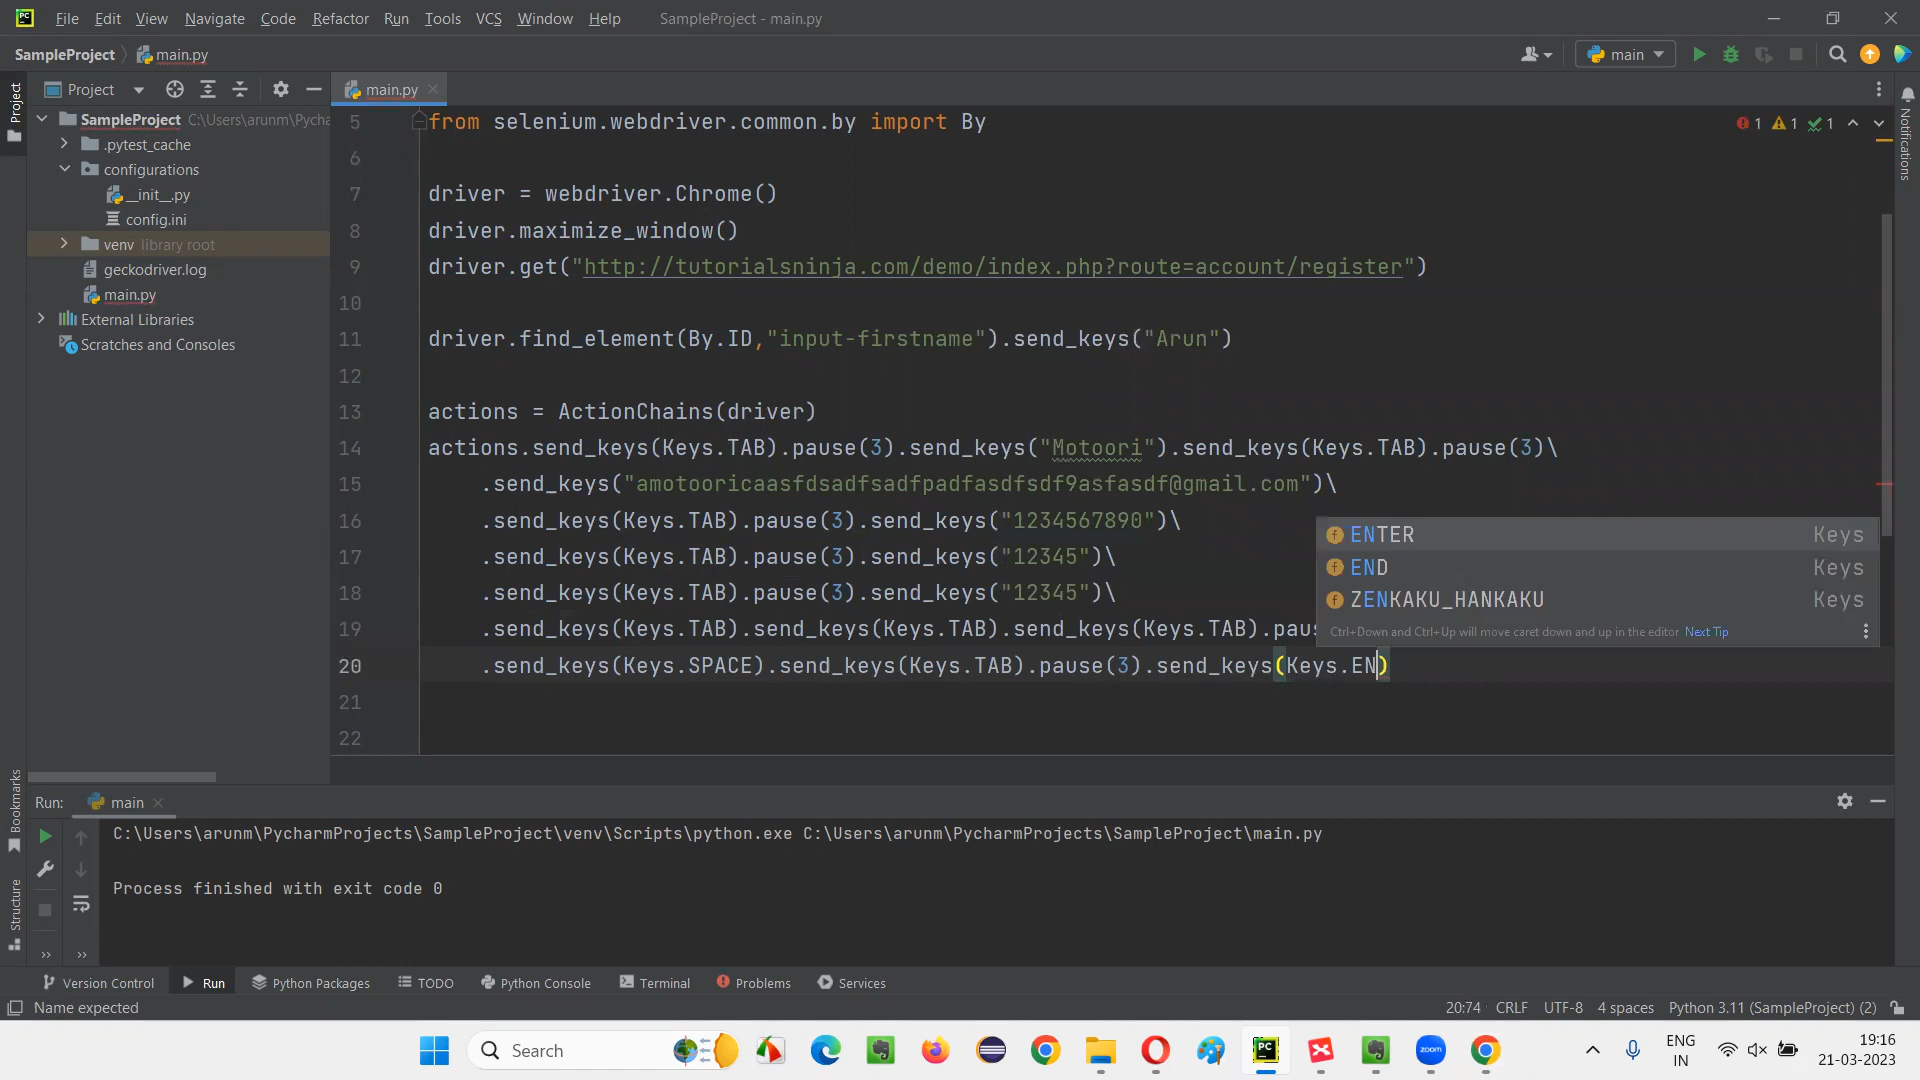 File Edit View Navigate Code Refactor Run Tools VCS Window Help SampleProject - main.py
SampleProject main.py main
Project main.py
SampleProject C:\Users\arunm\Pycha
.pytest_cache
configurations
__init__.py
config.ini
venv library root
geckodriver.log
main.py
External Libraries
Scratches and Consoles
Project
Bookmarks
Structure
Notifications
1 1 1
5 from selenium.webdriver.common.by import By
6
7 driver = webdriver.Chrome()
8 driver.maximize_window()
9 driver.get("http://tutorialsninja.com/demo/index.php?route=account/register")
10
11 driver.find_element(By.ID,"input-firstname").send_keys("Arun")
12
13 actions = ActionChains(driver)
14 actions.send_keys(Keys.TAB).pause(3).send_keys("Motoori").send_keys(Keys.TAB).pause(3)\
15 .send_keys("amotooricaasfdsadfsadfpadfasdfsdf9asfasdf@gmail.com")\
16 .send_keys(Keys.TAB).pause(3).send_keys("1234567890")\
17 .send_keys(Keys.TAB).pause(3).send_keys("12345")\
18 .send_keys(Keys.TAB).pause(3).send_keys("12345")\
19 .send_keys(Keys.TAB).send_keys(Keys.TAB).send_keys(Keys.TAB).pau
20 .send_keys(Keys.SPACE).send_keys(Keys.TAB).pause(3).send_keys(Keys.EN)
21
22
ENTER Keys
END Keys
ZENKAKU_HANKAKU Keys
Ctrl+Down and Ctrl+Up will move caret down and up in the editor Next Tip
Run: main
C:\Users\arunm\PycharmProjects\SampleProject\venv\Scripts\python.exe C:\Users\arunm\PycharmProjects\SampleProject\main.py
Process finished with exit code 0
Version Control Run Python Packages TODO Python Console Terminal Problems Services
Name expected 20:74 CRLF UTF-8 4 spaces Python 3.11 (SampleProject) (2)
Search
zoom
ENG
IN
19:16
21-03-2023